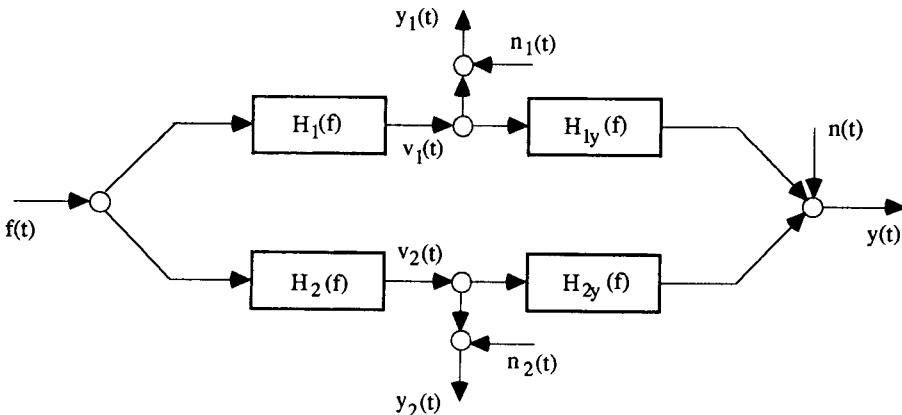 y₁(t)
n₁(t)
H₁(f)
v₁(t)
H₁y(f)
n(t)
f(t)
y(t)
v₂(t)
H₂(f)
H₂y(f)
n₂(t)
y₂(t)